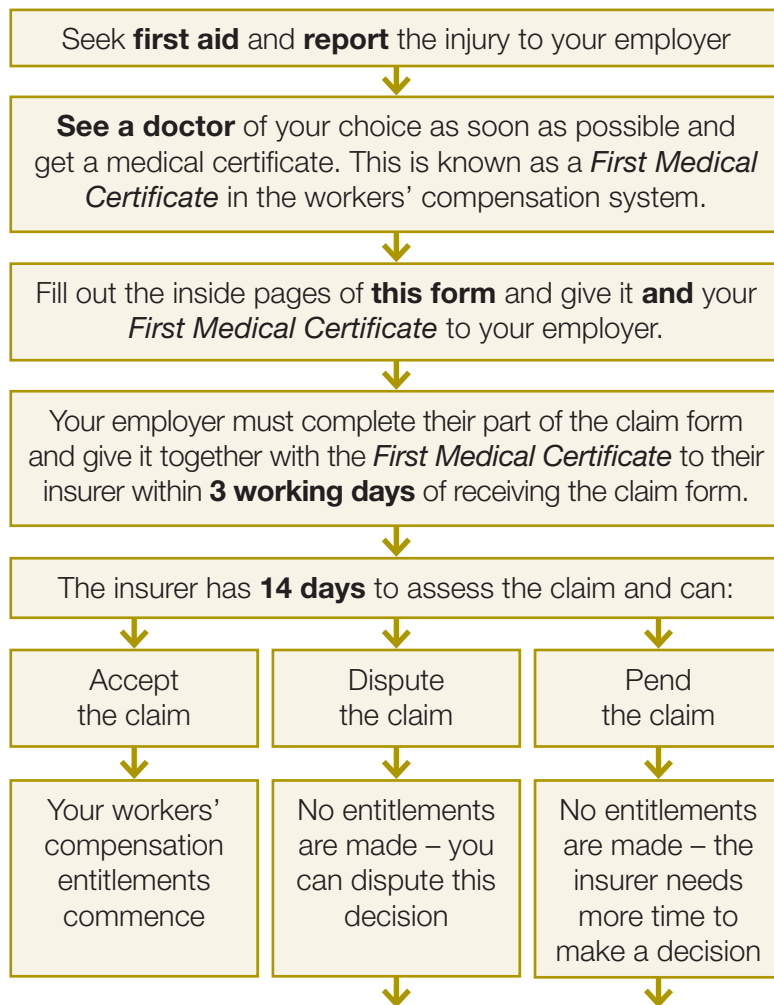 Seek first aid and report the injury to your employer
See a doctor of your choice as soon as possible and
get a medical certificate. This is known as a First Medical
Certificate in the workers’ compensation system.
Fill out the inside pages of this form and give it and your
First Medical Certificate to your employer.
Your employer must complete their part of the claim form
and give it together with the First Medical Certificate to their
insurer within 3 working days of receiving the claim form.
The insurer has 14 days to assess the claim and can:
Accept
the claim
Dispute
the claim
Pend
the claim
Your workers’
compensation
entitlements
commence
No entitlements
are made – you
can dispute this
decision
No entitlements
are made – the
insurer needs
more time to
make a decision